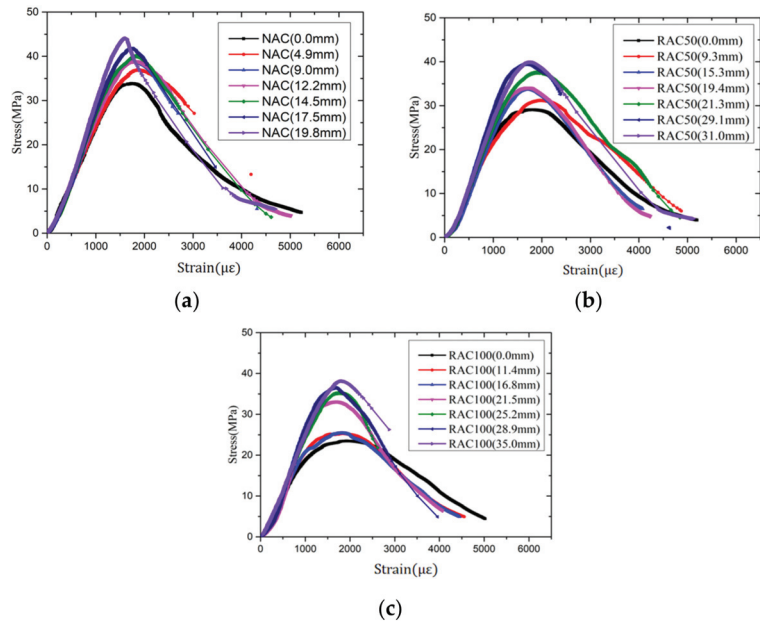 50
40
30
20
10
0
Stress(MPa)
0 1000 2000 3000 4000 5000 6000
Strain(με)
NAC(0.0mm)
NAC(4.9mm)
NAC(9.0mm)
NAC(12.2mm)
NAC(14.5mm)
NAC(17.5mm)
NAC(19.8mm)
(a)
50
40
30
20
10
0
Stress(MPa)
0 1000 2000 3000 4000 5000 6000
Strain(με)
RAC50(0.0mm)
RAC50(9.3mm)
RAC50(15.3mm)
RAC50(19.4mm)
RAC50(21.3mm)
RAC50(29.1mm)
RAC50(31.0mm)
(b)
50
40
30
20
10
0
Stress(MPa)
0 1000 2000 3000 4000 5000 6000
Strain(με)
RAC100(0.0mm)
RAC100(11.4mm)
RAC100(16.8mm)
RAC100(21.5mm)
RAC100(25.2mm)
RAC100(28.9mm)
RAC100(35.0mm)
(c)